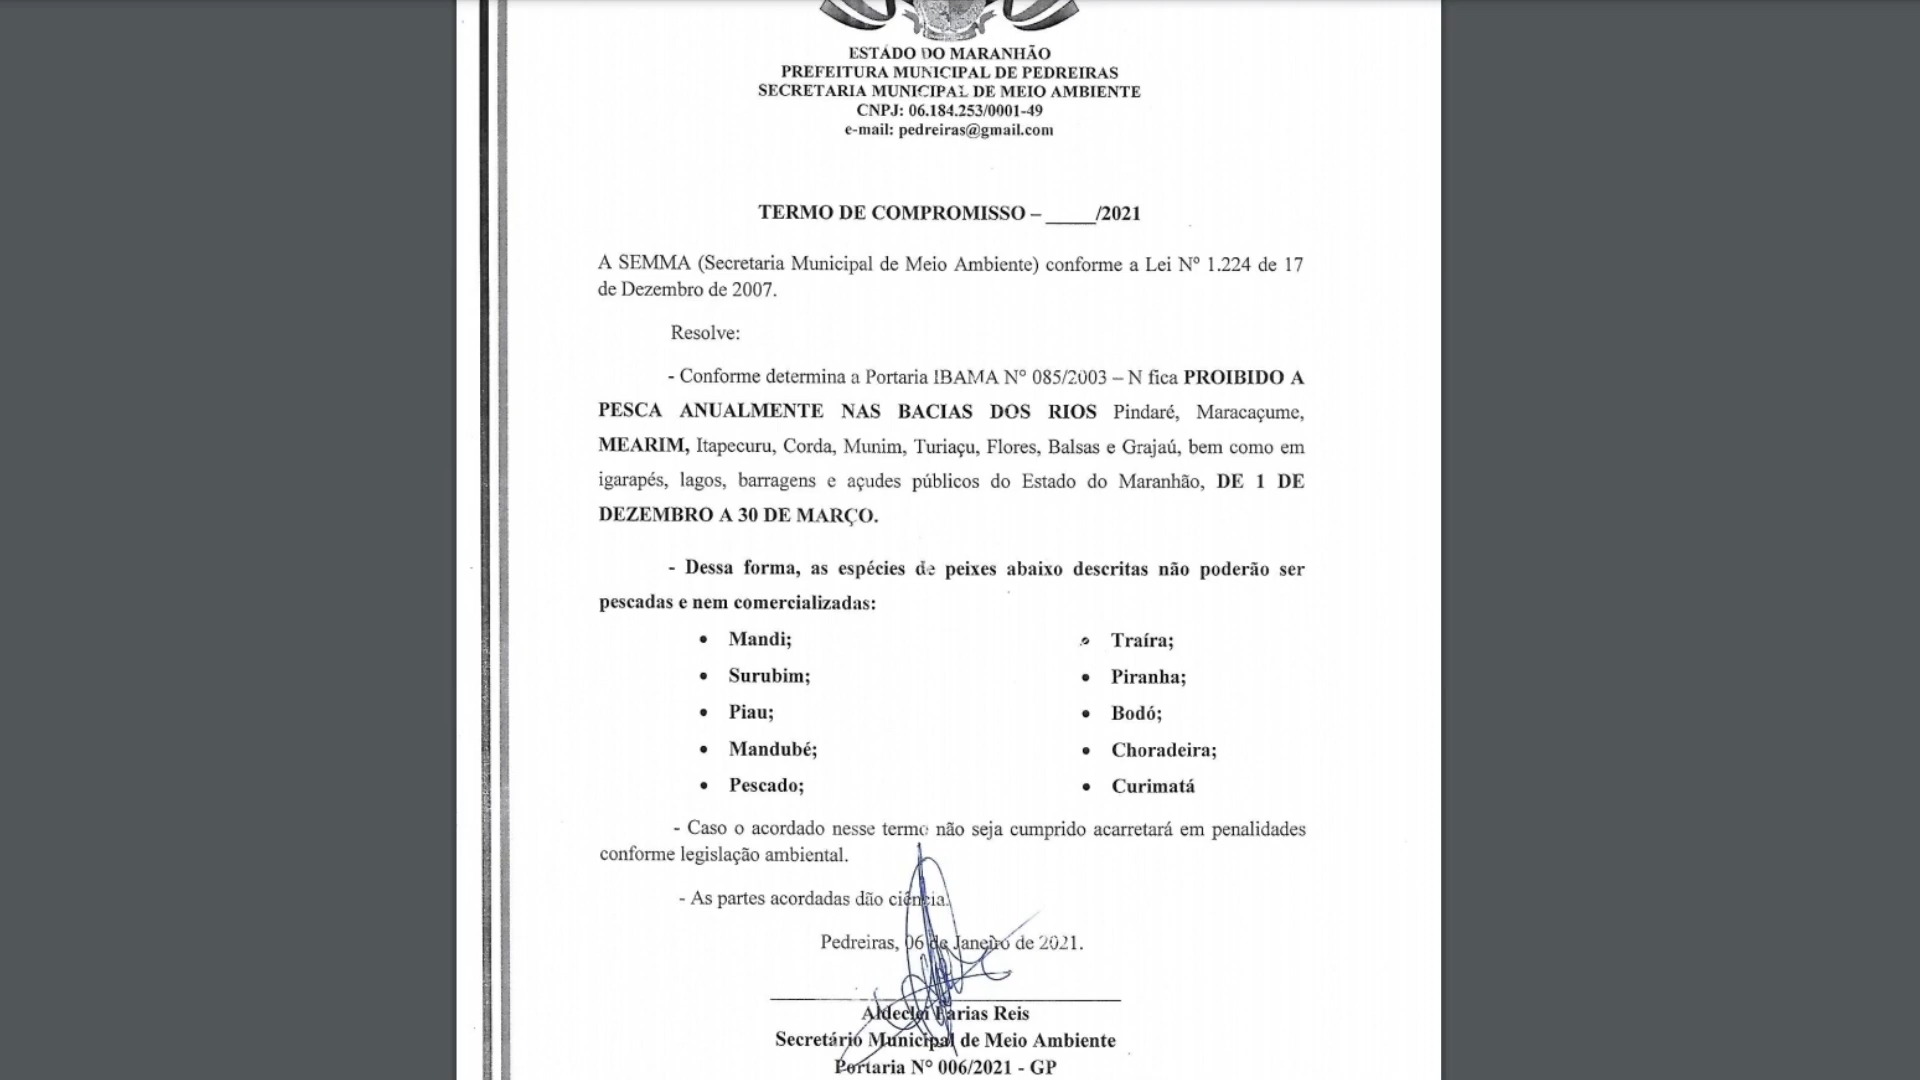 ESTADO DO MARANHÃO
PREFEITURA MUNICIPAL DE PEDREIRAS
SECRETARIA MUNICIPAL DE MEIO AMBIENTE
CNPJ: 06.184.253/0001-49
e-mail: pedreiras@gmail.com
TERMO DE COMPROMISSO – _____/2021
A SEMMA (Secretaria Municipal de Meio Ambiente) conforme a Lei Nº 1.224 de 17
de Dezembro de 2007.
Resolve:
- Conforme determina a Portaria IBAMA Nº 085/2003 – N fica PROIBIDO A
PESCA ANUALMENTE NAS BACIAS DOS RIOS Pindaré, Maracaçume,
MEARIM, Itapecuru, Corda, Munim, Turiaçu, Flores, Balsas e Grajaú, bem como em
igarapés, lagos, barragens e açudes públicos do Estado do Maranhão, DE 1 DE
DEZEMBRO A 30 DE MARÇO.
- Dessa forma, as espécies de peixes abaixo descritas não poderão ser
pescadas e nem comercializadas:
• Mandi;
• Surubim;
• Piau;
• Mandubé;
• Pescado;
• Traíra;
• Piranha;
• Bodó;
• Choradeira;
• Curimatá
- Caso o acordado nesse termo não seja cumprido acarretará em penalidades
conforme legislação ambiental.
- As partes acordadas dão ciência.
Pedreiras, 06 de Janeiro de 2021.
Aldeclei Farias Reis
Secretário Municipal de Meio Ambiente
Portaria Nº 006/2021 - GP